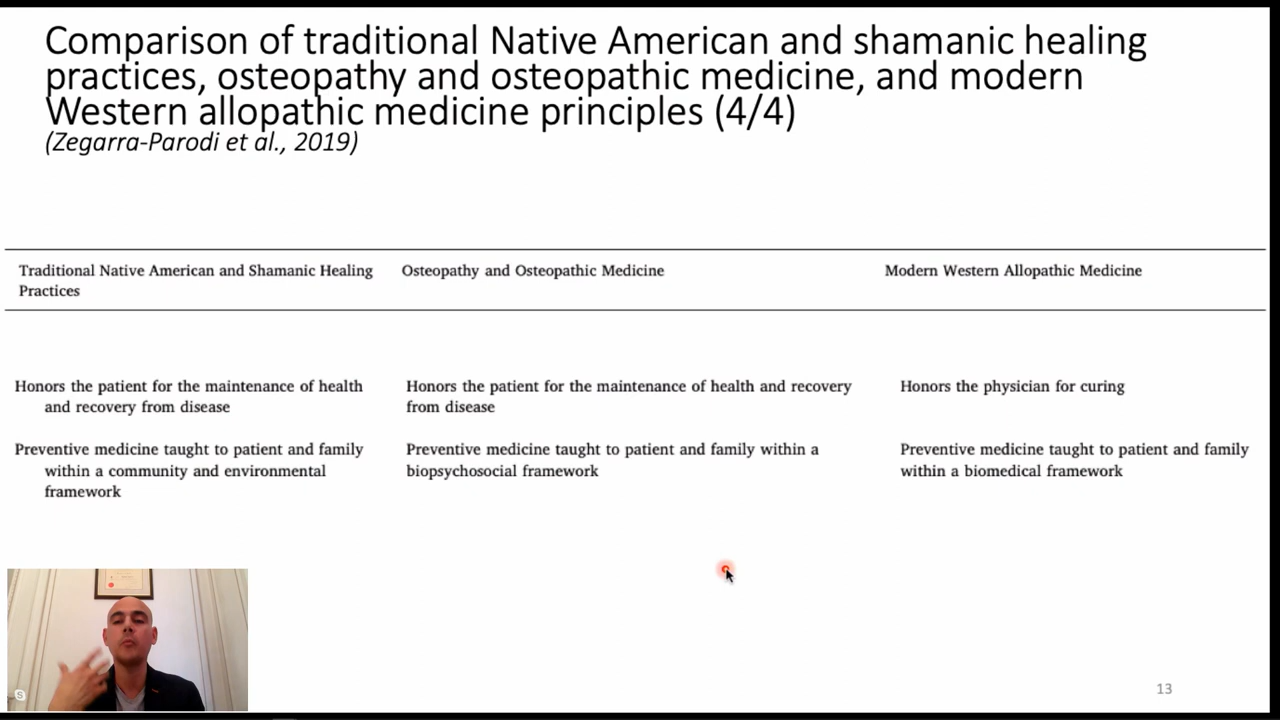 Comparison of traditional Native American and shamanic healing
practices, osteopathy and osteopathic medicine, and modern
Western allopathic medicine principles (4/4)
(Zegarra-Parodi et al., 2019)
Traditional Native American and Shamanic Healing
Practices
Osteopathy and Osteopathic Medicine
Modern Western Allopathic Medicine
Honors the patient for the maintenance of health
and recovery from disease
Honors the patient for the maintenance of health and recovery
from disease
Honors the physician for curing
Preventive medicine taught to patient and family
within a community and environmental
framework
Preventive medicine taught to patient and family within a
biopsychosocial framework
Preventive medicine taught to patient and family
within a biomedical framework
13